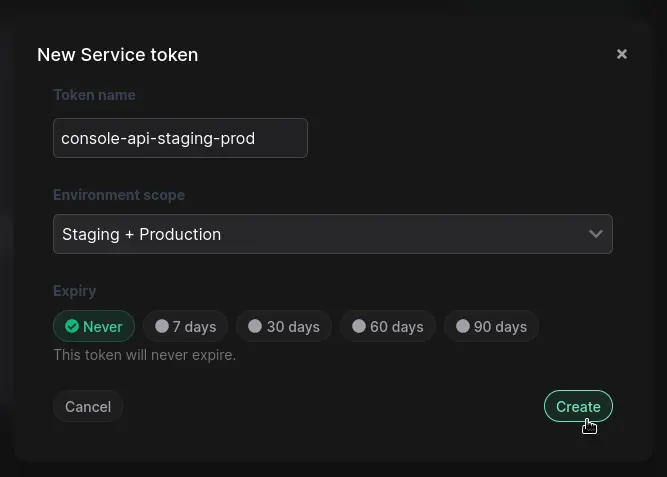 New Service token
Token name
console-api-staging-prod
Environment scope
Staging + Production
Expiry
Never 7 days 30 days 60 days 90 days
This token will never expire.
Cancel Create